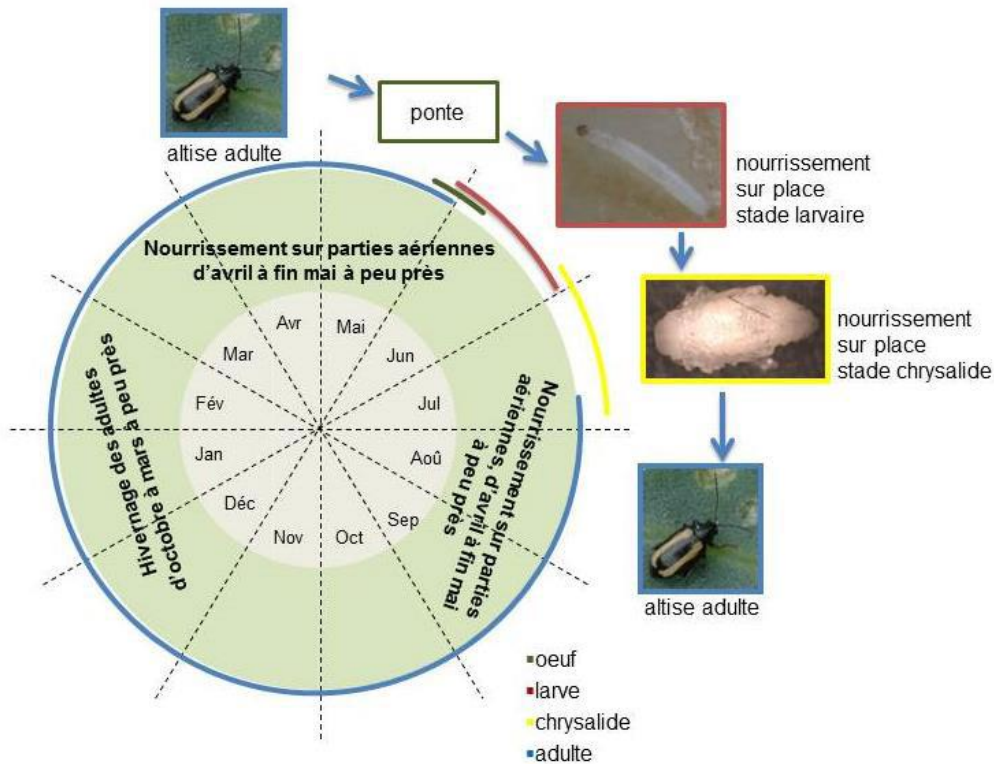 altise adulte
ponte
nourrissement
sur place
stade larvaire
nourrissement
sur place
stade chrysalide
altise adulte
Nourrissement sur parties aériennes
d'avril à fin mai à peu près
Avr
Mai
Jun
Jul
Aoû
Sep
Oct
Nov
Déc
Jan
Fév
Mar
Nourrissement sur parties
aériennes, d'avril à fin mai
à peu près
Hivernage des adultes
d'octobre à mars à peu près
oeuf
larve
chrysalide
adulte